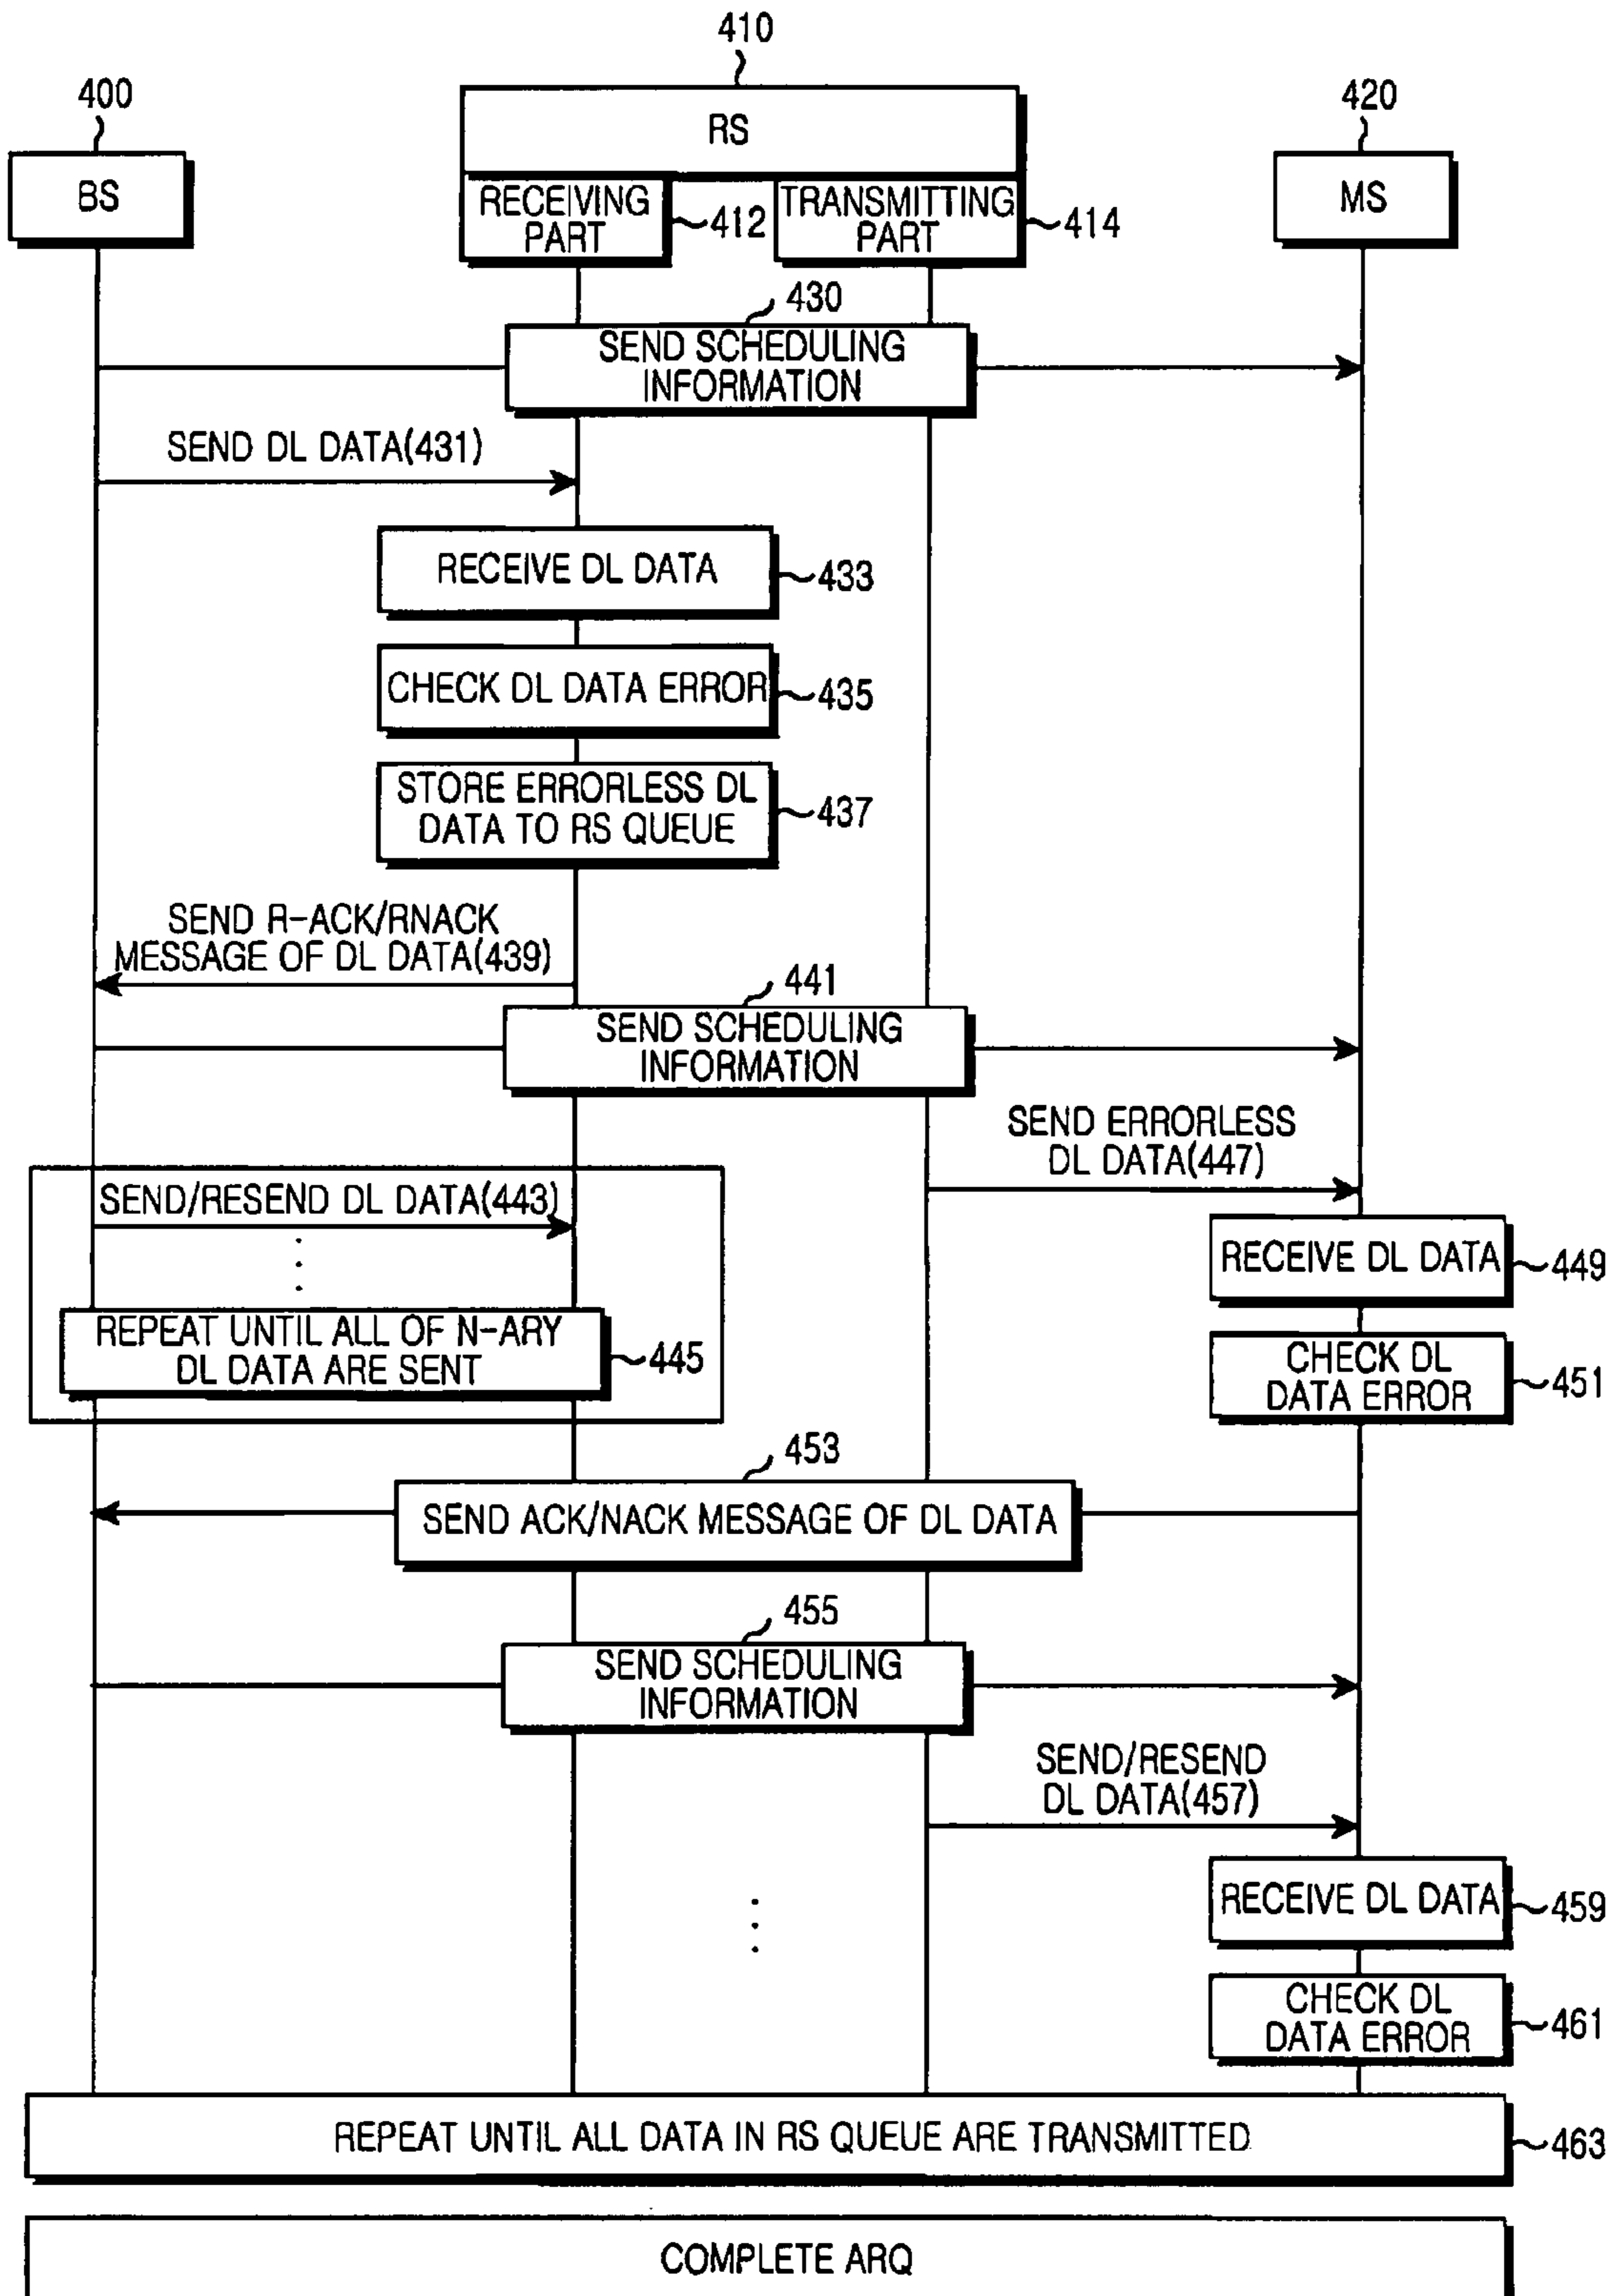 410
400
420
RS
BS
RECEIVING
PART
412
TRANSMITTING
PART
414
MS
430
SEND SCHEDULING
INFORMATION
SEND DL DATA(431)
RECEIVE DL DATA
433
CHECK DL DATA ERROR
435
STORE ERRORLESS DL
DATA TO RS QUEUE
437
SEND R-ACK/RNACK
MESSAGE OF DL DATA(439)
441
SEND SCHEDULING
INFORMATION
SEND ERRORLESS
DL DATA(447)
SEND/RESEND DL DATA(443)
RECEIVE DL DATA
449
REPEAT UNTIL ALL OF N-ARY
DL DATA ARE SENT
445
CHECK DL
DATA ERROR
451
453
SEND ACK/NACK MESSAGE OF DL DATA
455
SEND SCHEDULING
INFORMATION
SEND/RESEND
DL DATA(457)
RECEIVE DL DATA
459
CHECK DL
DATA ERROR
461
REPEAT UNTIL ALL DATA IN RS QUEUE ARE TRANSMITTED
463
COMPLETE ARQ